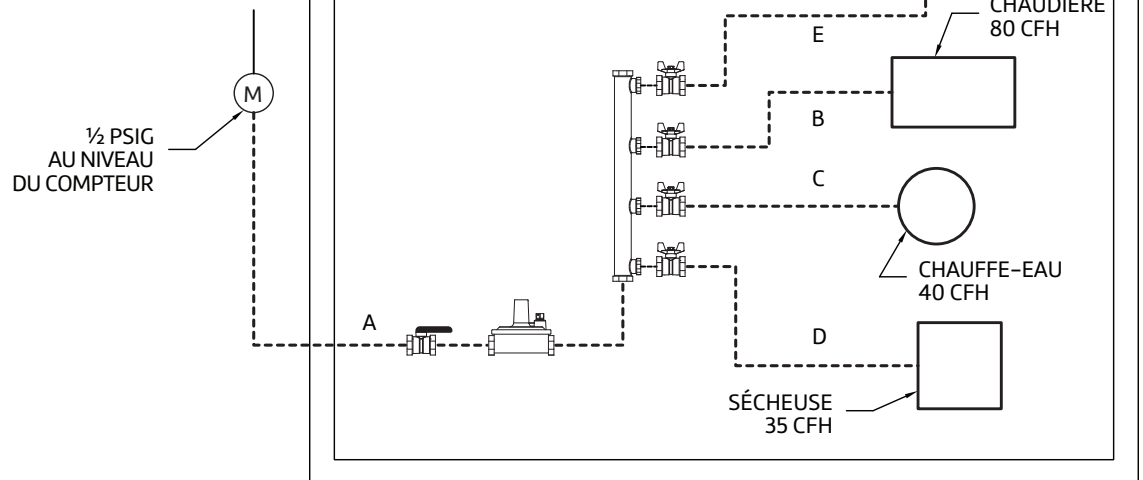 CHAUDIÈRE
80 CFH
E
M
B
½ PSIG
AU NIVEAU
DU COMPTEUR
C
CHAUFFE-EAU
40 CFH
A
D
SÉCHEUSE
35 CFH